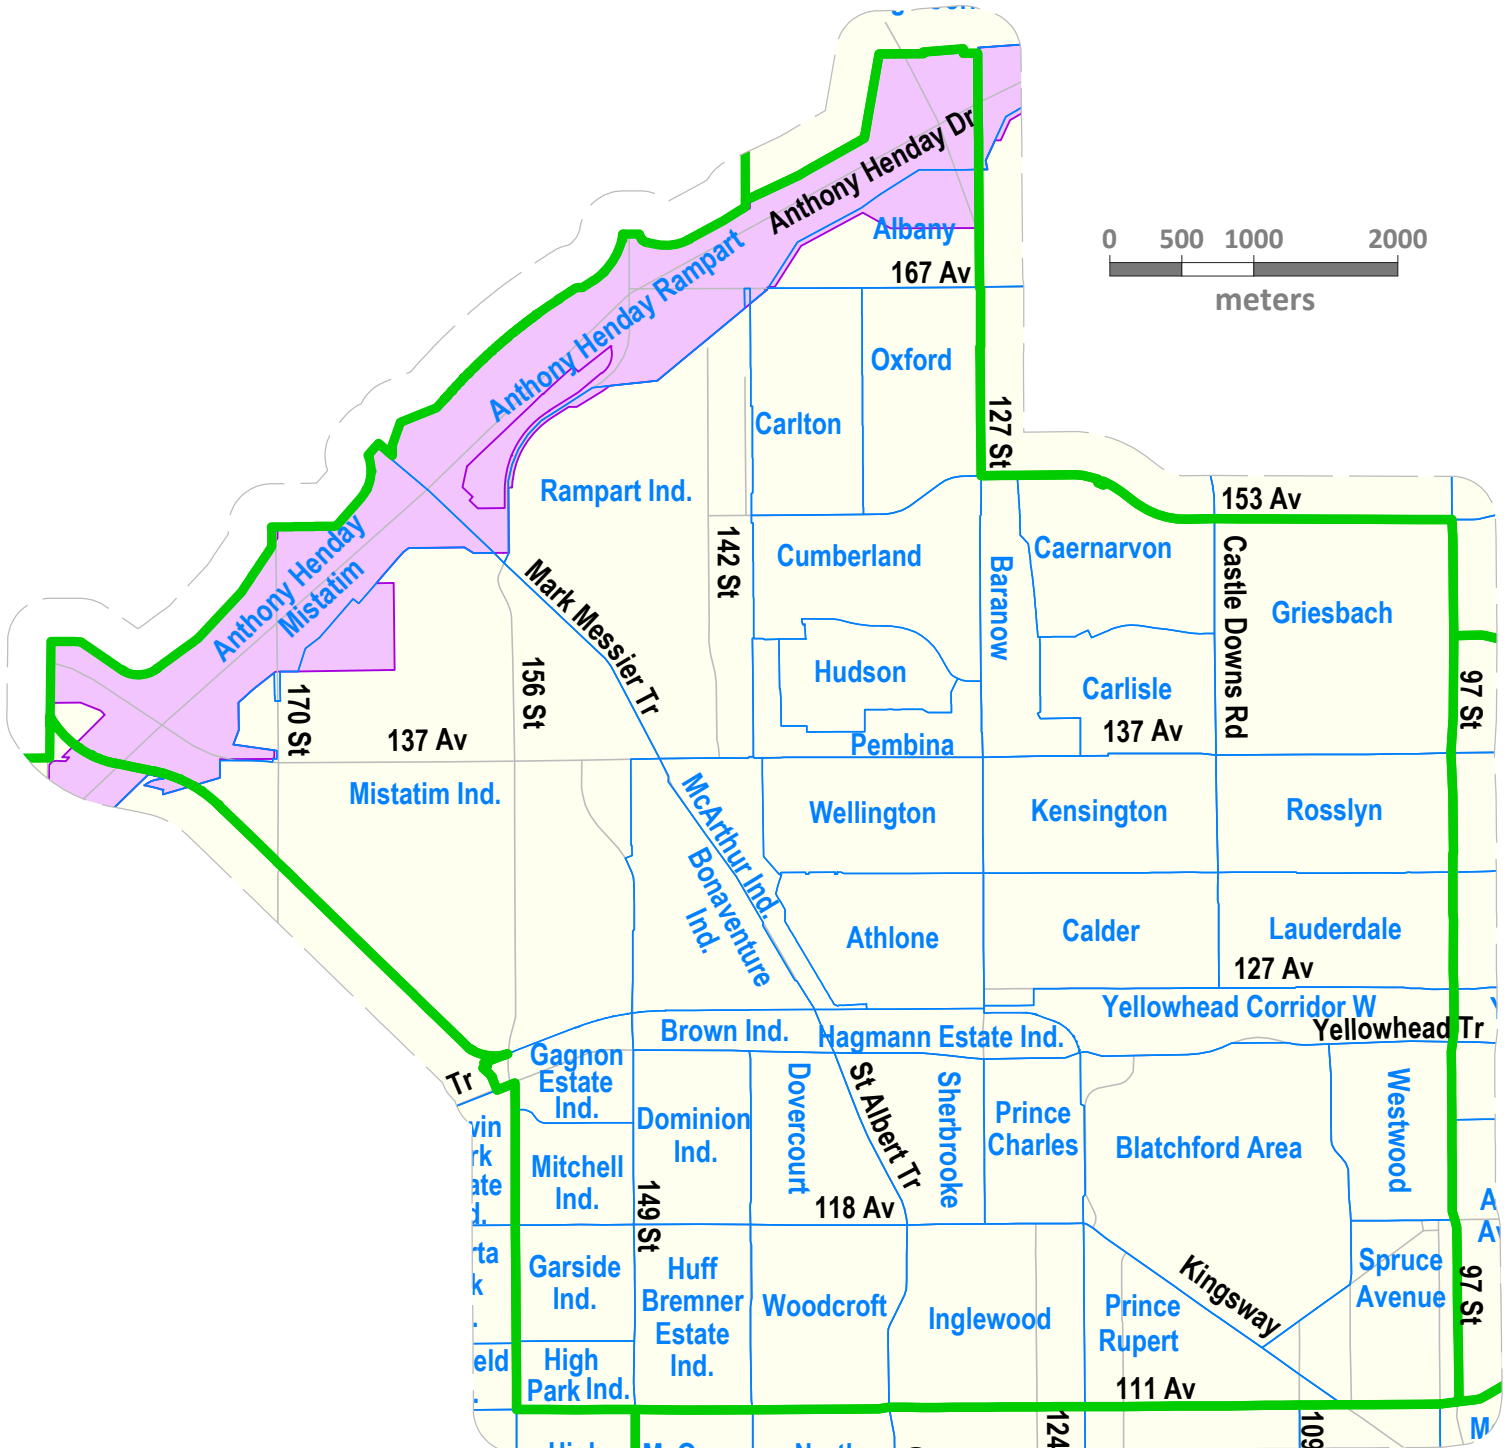 Anthony Henday Dr
Albany
167 Av
0 500 1000 2000
meters
Anthony Henday Rampart
Oxford
Carlton
127 St
Rampart Ind.
153 Av
Anthony Henday
Mistatim
142 St
Cumberland
Baranow
Caernarvon
Castle Downs Rd
Griesbach
Mark Messier Tr
156 St
Hudson
Carlisle
97 St
170 St
137 Av
Pembina
137 Av
Mistatim Ind.
McArthur Ind.
Wellington
Kensington
Rosslyn
Bonaventure
Ind.
Athlone
Calder
Lauderdale
127 Av
Yellowhead Corridor W
Brown Ind.
Hagmann Estate Ind.
Yellowhead Tr
Tr
Gagnon
Estate
Ind.
Dominion
Ind.
Dovercourt
St Albert Tr
Sherbrooke
Prince
Charles
Blatchford Area
Westwood
Mitchell
Ind.
149 St
118 Av
Garside
Ind.
Huff
Bremner
Estate
Ind.
Woodcroft
Inglewood
Prince
Rupert
Kingsway
Spruce
Avenue
97 St
High
Park Ind.
111 Av
124
109